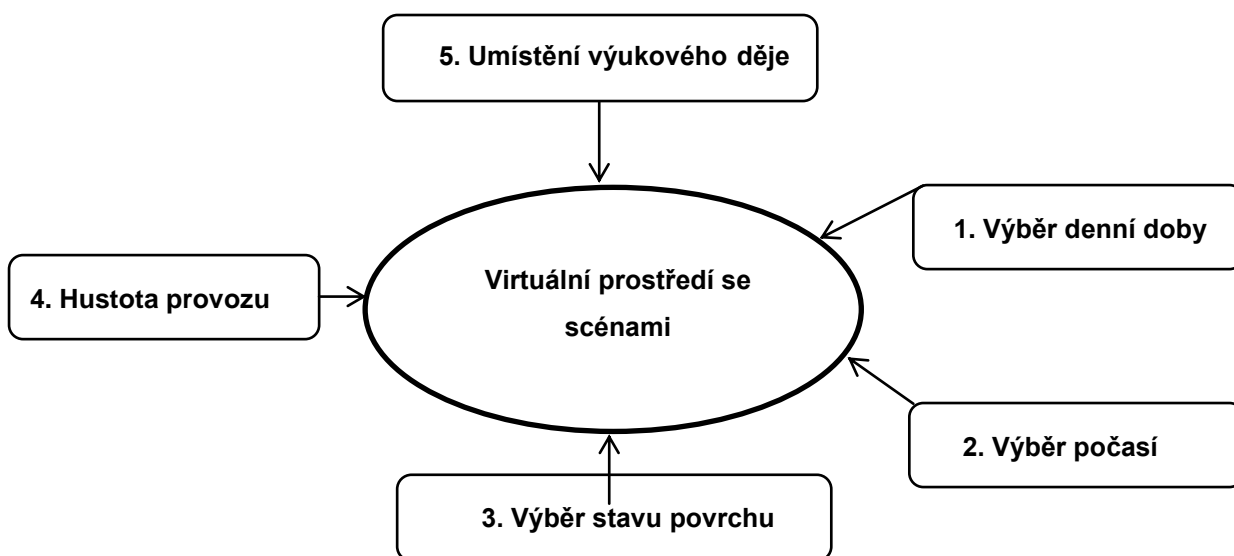 5. Umístění výukového děje
1. Výběr denní doby
Virtuální prostředí se
scénami
4. Hustota provozu
2. Výběr počasí
3. Výběr stavu povrchu